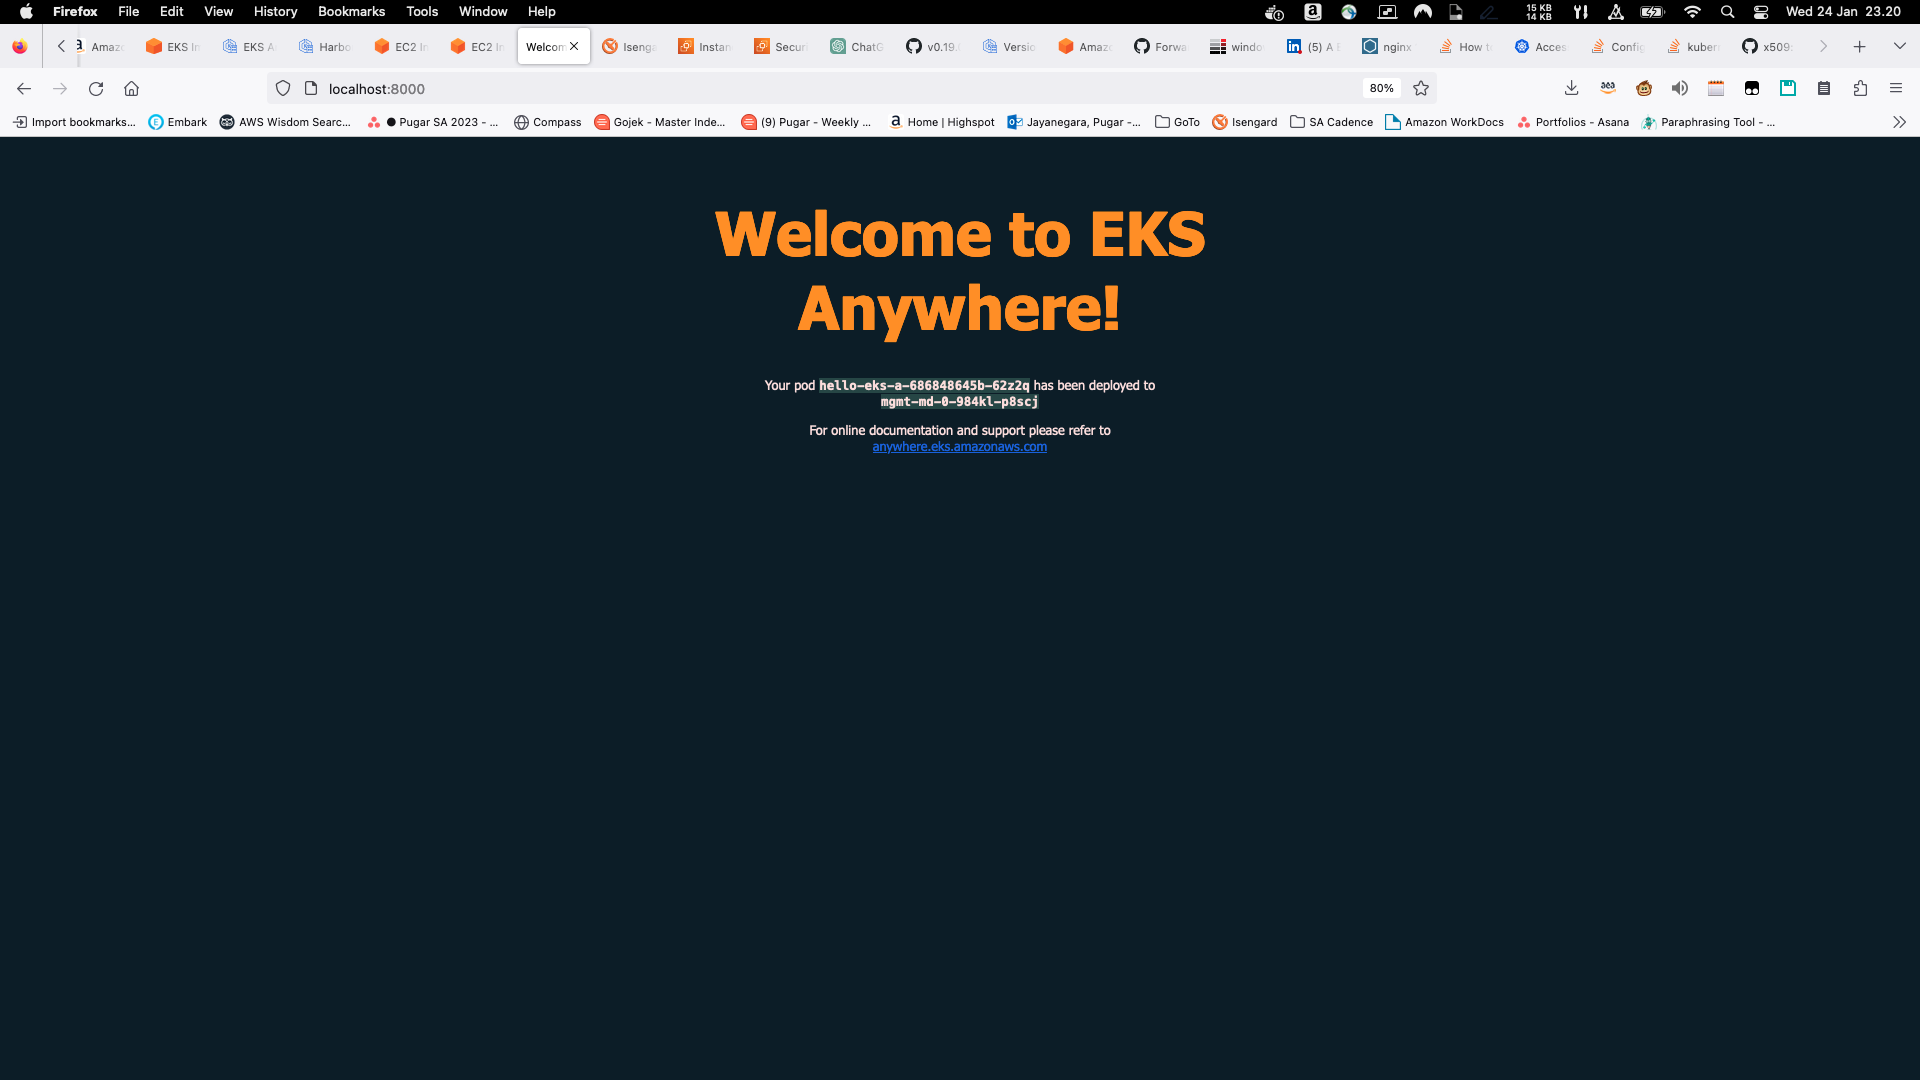 Firefox File Edit View History Bookmarks Tools Window Help 15 KB 14 KB Wed 24 Jan 23.20
Amaz EKS In EKS A Harbo EC2 In EC2 In Welcom Isenga Instan Securi ChatG v0.19. Versio Amaz Forwa windo (5) A nginx How t Acces Config kuber x509:
localhost:8000 80%
Import bookmarks... Embark AWS Wisdom Searc... Pugar SA 2023 - ... Compass Gojek - Master Inde... (9) Pugar - Weekly ... Home | Highspot Jayanegara, Pugar -... GoTo Isengard SA Cadence Amazon WorkDocs Portfolios - Asana Paraphrasing Tool - ...
Welcome to EKS
Anywhere!
Your pod hello-eks-a-686848645b-62z2q has been deployed to
mgmt-md-0-984kl-p8scj
For online documentation and support please refer to
anywhere.eks.amazonaws.com